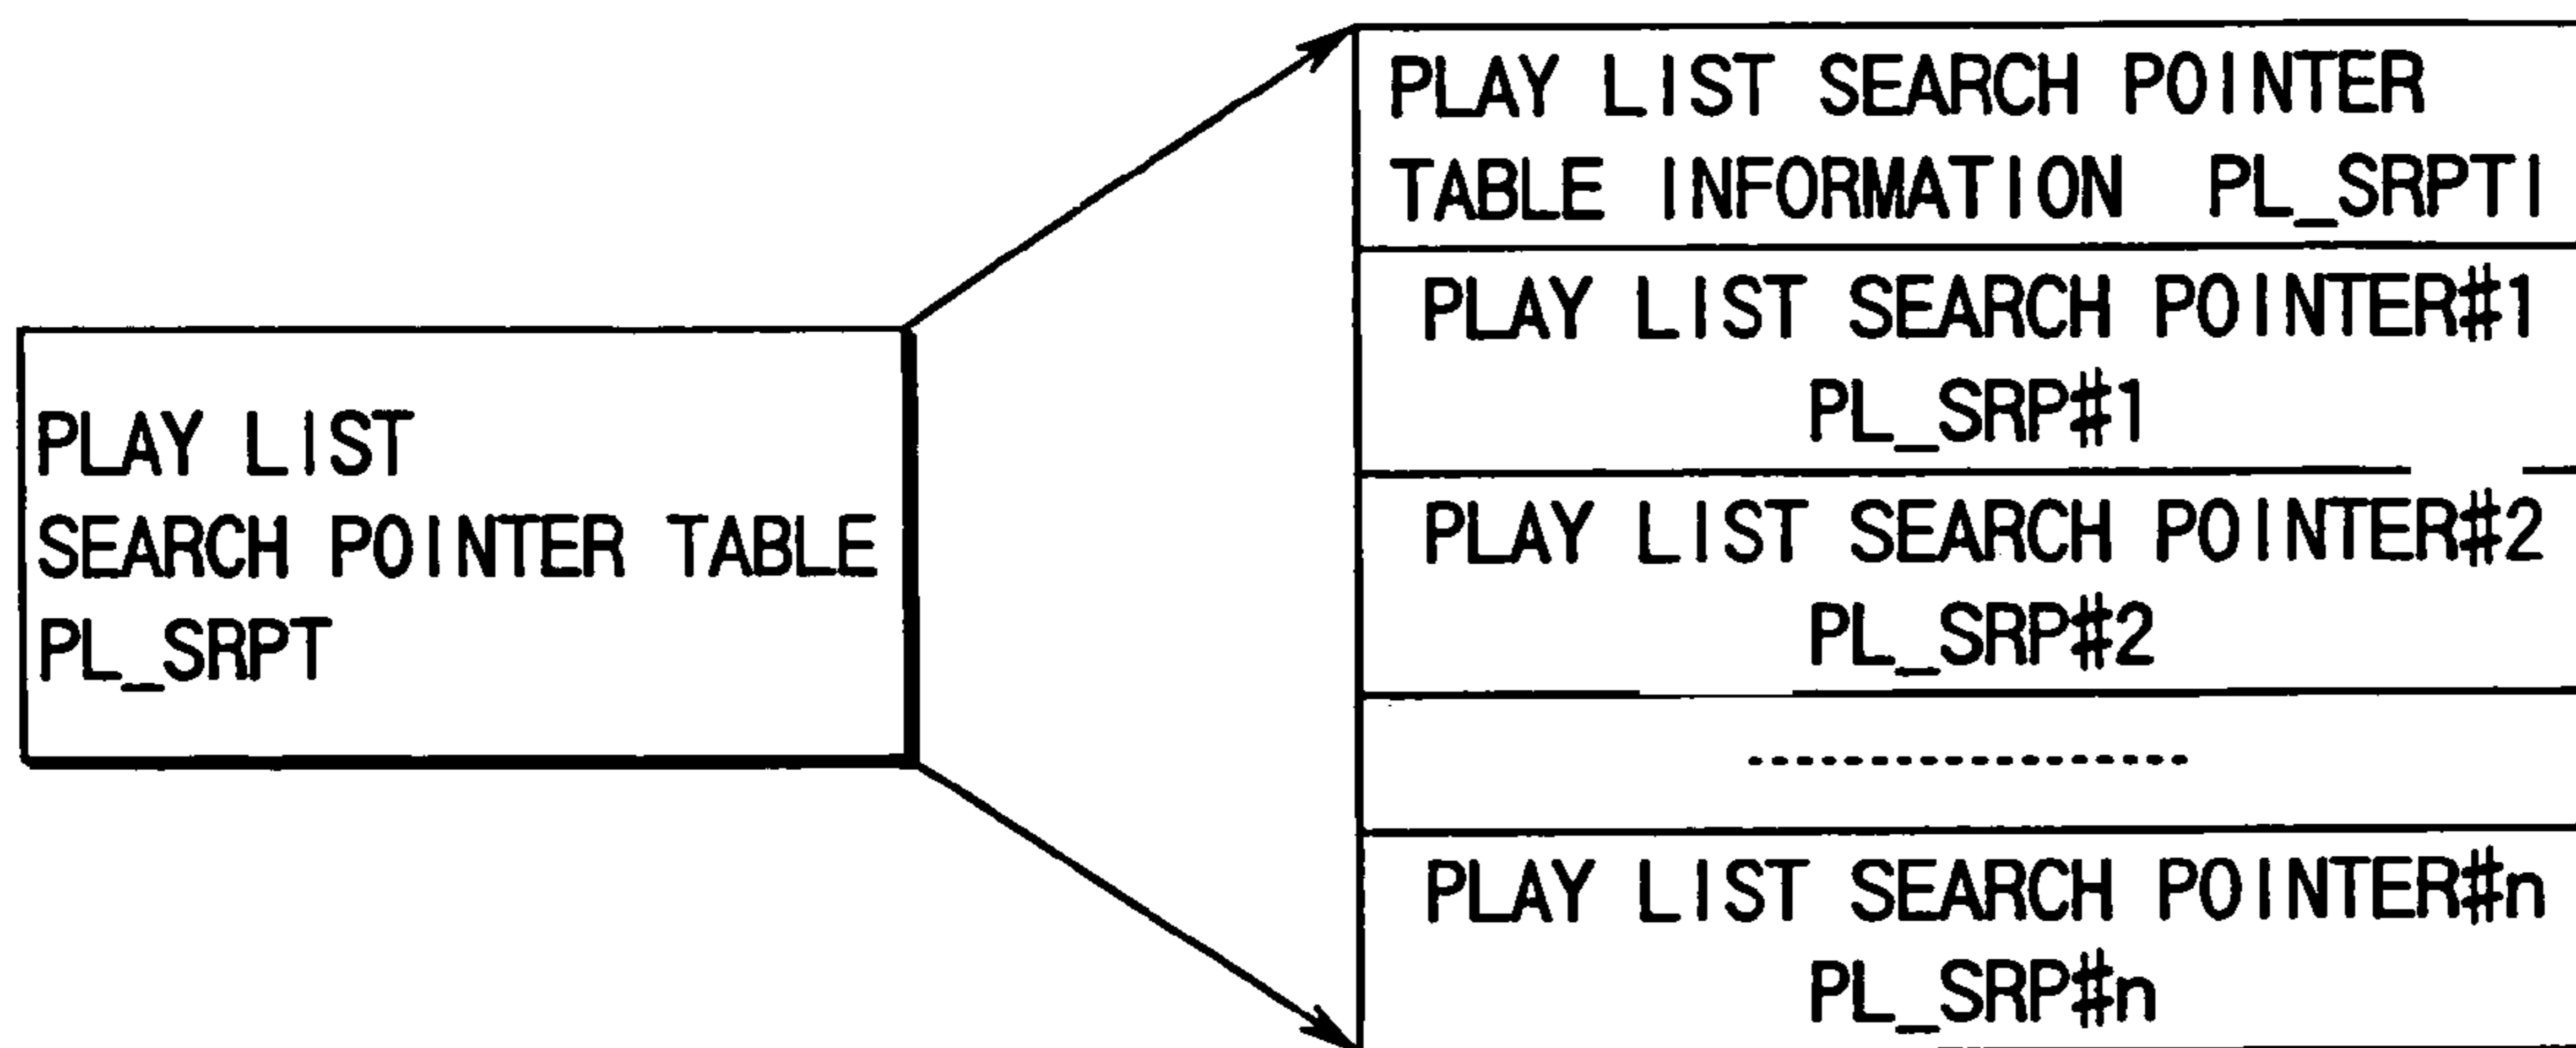 PLAY LIST
SEARCH POINTER TABLE
PL_SRPT
PLAY LIST SEARCH POINTER
TABLE INFORMATION PL_SRPTI
PLAY LIST SEARCH POINTER#1
PL_SRP#1
PLAY LIST SEARCH POINTER#2
PL_SRP#2
PLAY LIST SEARCH POINTER#n
PL_SRP#n